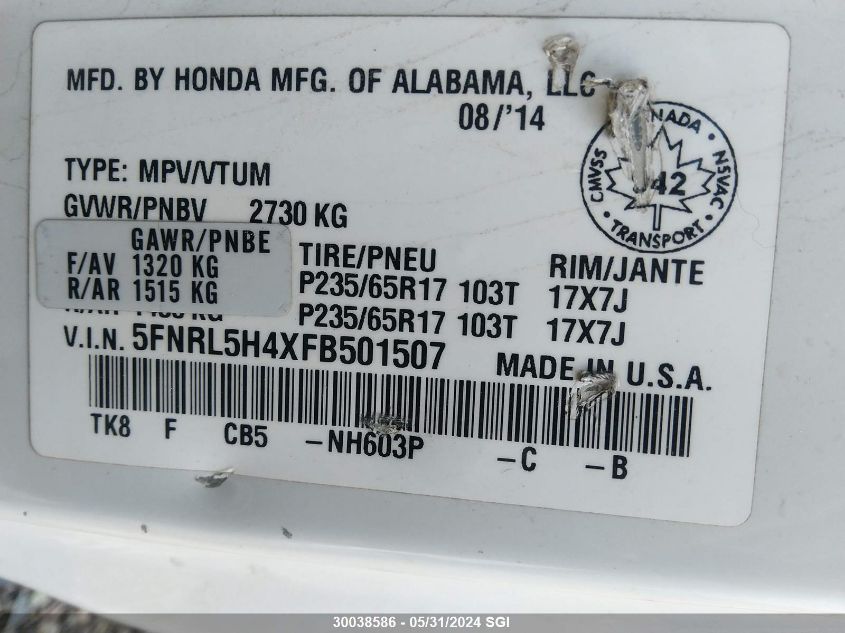 MFD. BY HONDA MFG. OF ALABAMA, LLC
08/'14
CANADA
CMVSS
NSVAC
42
TRANSPORT
TYPE: MPV/VTUM
GVWR/PNBV 2730 KG
GAWR/PNBE TIRE/PNEU RIM/JANTE
F/AV 1320 KG P235/65R17 103T 17X7J
R/AR 1515 KG P235/65R17 103T 17X7J
V.I.N. 5FNRL5H4XFB501507 MADE IN U.S.A.
TK8 F CB5 -NH603P -C -B
30038586 - 05/31/2024 SGI